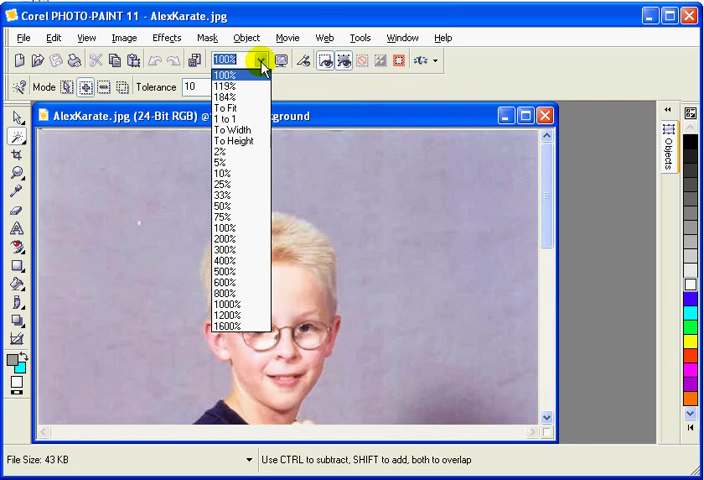 Corel PHOTO-PAINT 11 - AlexKarate.jpg
File Edit View Image Effects Mask Object Movie Web Tools Window Help
100%
Mode Tolerance 10
100%
119%
184%
To Fit
1 to 1
To Width
To Height
2%
5%
10%
25%
33%
50%
75%
100%
200%
300%
400%
500%
600%
800%
1000%
1200%
1600%
AlexKarate.jpg (24-Bit RGB) @ ground
Objects
File Size: 43 KB
Use CTRL to subtract, SHIFT to add, both to overlap